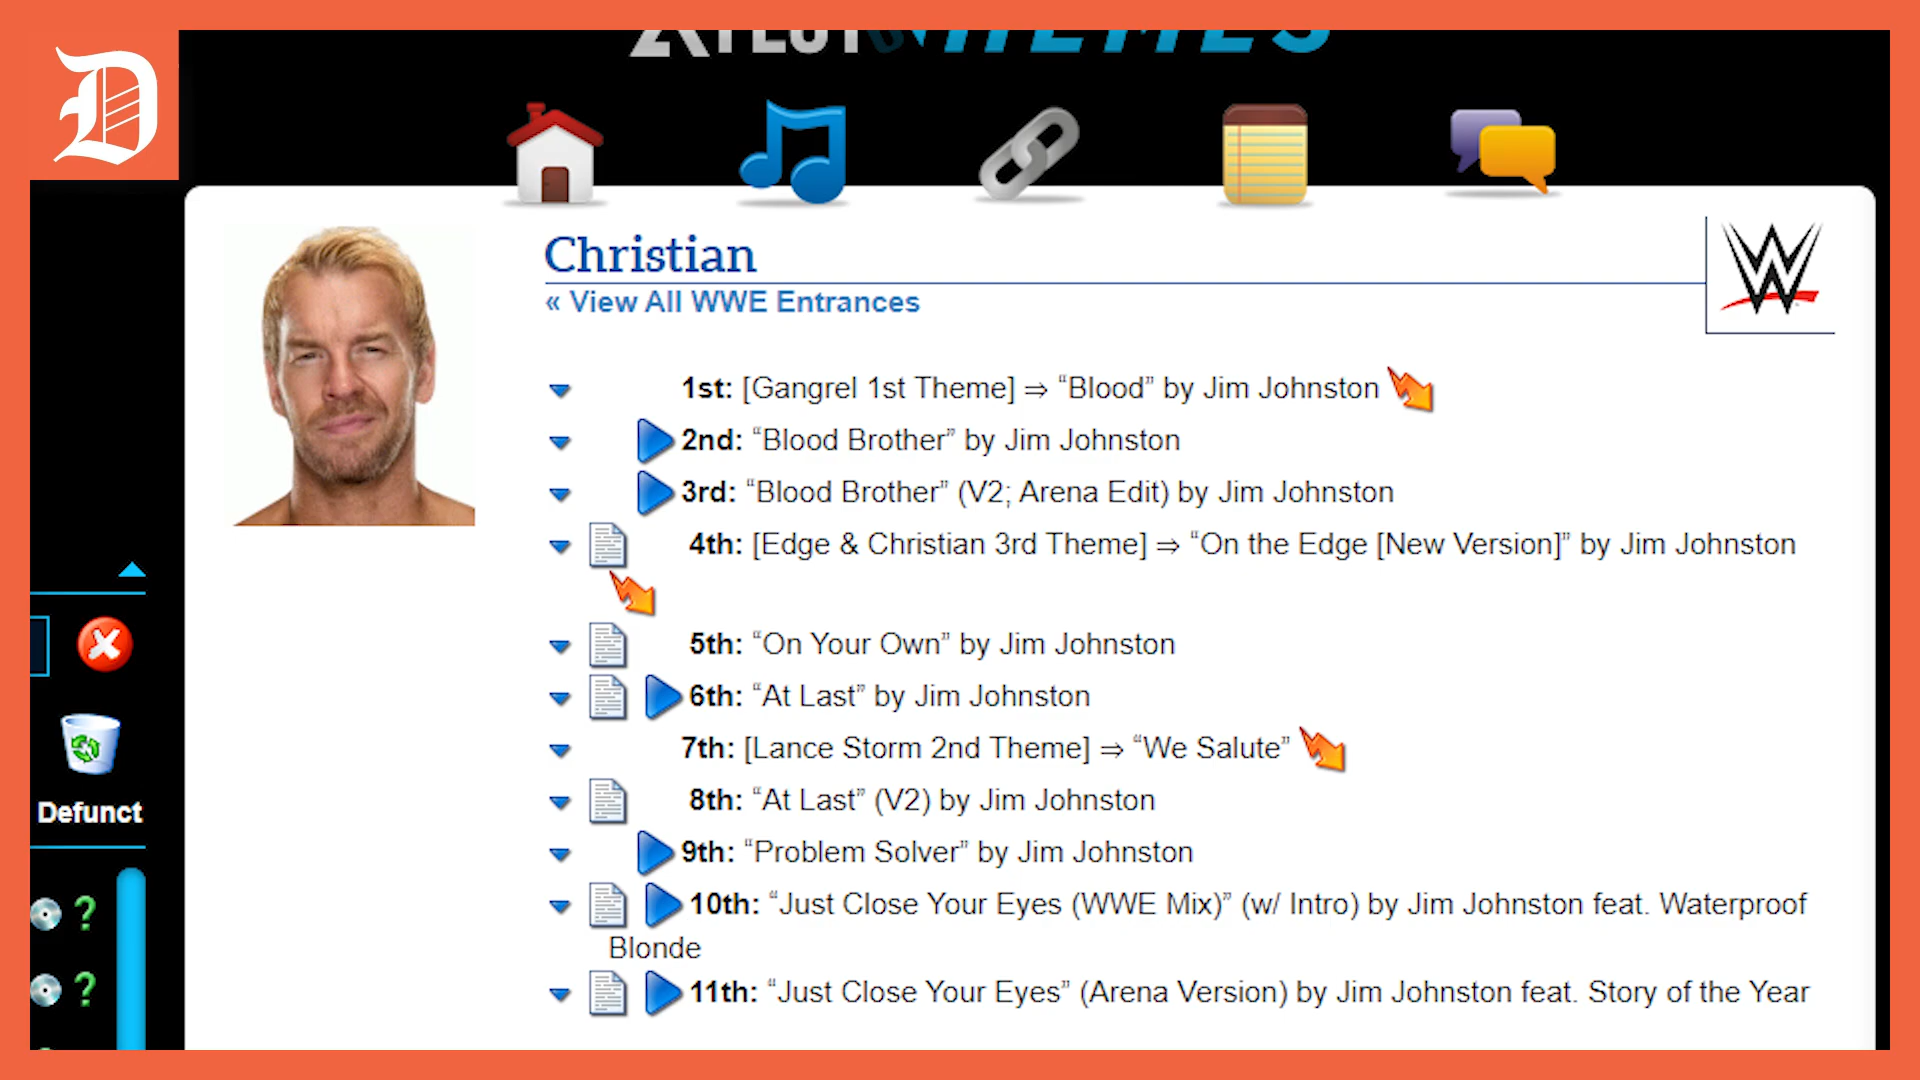 D
THEMES
Christian
« View All WWE Entrances
W
1st: [Gangrel 1st Theme] ⇒ “Blood” by Jim Johnston
2nd: “Blood Brother” by Jim Johnston
3rd: “Blood Brother” (V2; Arena Edit) by Jim Johnston
4th: [Edge & Christian 3rd Theme] ⇒ “On the Edge [New Version]” by Jim Johnston
5th: “On Your Own” by Jim Johnston
6th: “At Last” by Jim Johnston
7th: [Lance Storm 2nd Theme] ⇒ “We Salute”
8th: “At Last” (V2) by Jim Johnston
9th: “Problem Solver” by Jim Johnston
10th: “Just Close Your Eyes (WWE Mix)” (w/ Intro) by Jim Johnston feat. Waterproof
Blonde
11th: “Just Close Your Eyes” (Arena Version) by Jim Johnston feat. Story of the Year
Defunct
?
?